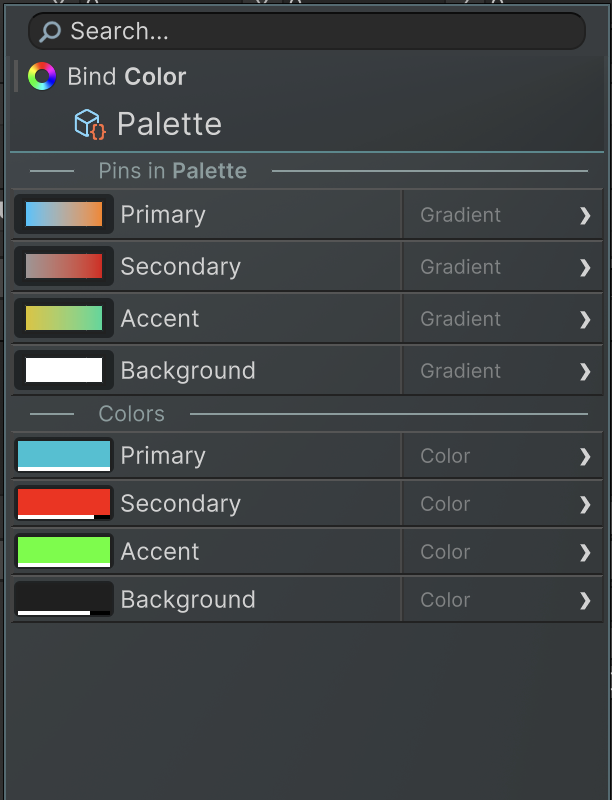 Search...
Bind Color
Palette
Pins in Palette
Primary Gradient
Secondary Gradient
Accent Gradient
Background Gradient
Colors
Primary Color
Secondary Color
Accent Color
Background Color